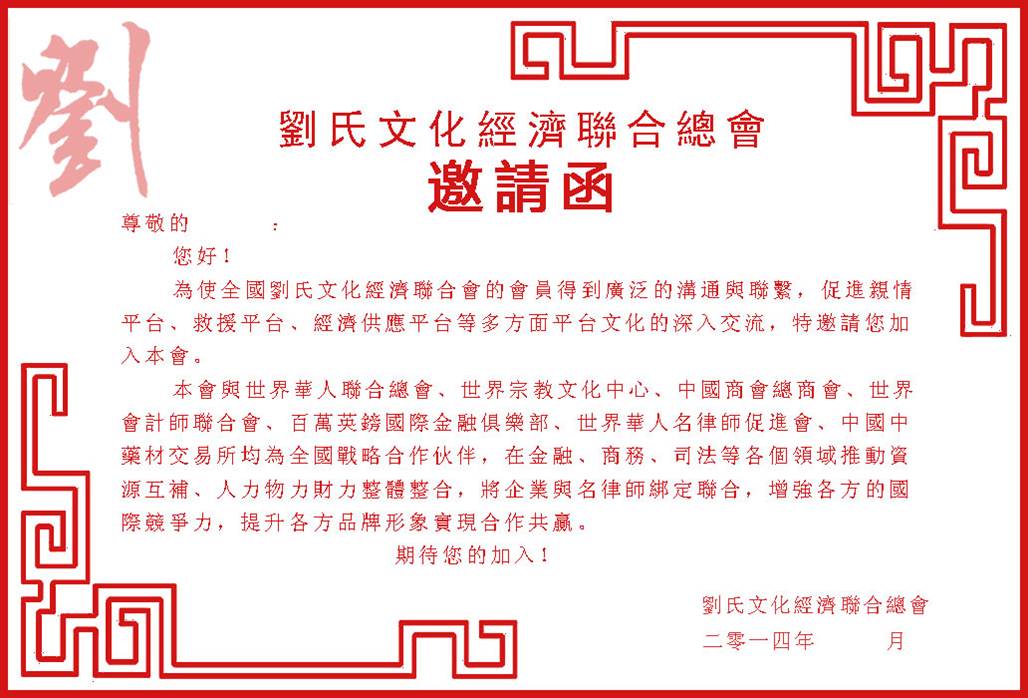 劉
劉氏文化經濟聯合總會
邀請函
尊敬的 ：
您好！
為使全國劉氏文化經濟聯合會的會員得到廣泛的溝通與聯繫，促進親情
平台、救援平台、經濟供應平台等多方面平台文化的深入交流，特邀請您加
入本會。
本會與世界華人聯合總會、世界宗教文化中心、中國商會總商會、世界
會計師聯合會、百萬英鎊國際金融俱樂部、世界華人名律師促進會、中國中
藥材交易所均為全國戰略合作伙伴，在金融、商務、司法等各個領域推動資
源互補、人力物力財力整體整合，將企業與名律師綁定聯合，增強各方的國
際競爭力，提升各方品牌形象實現合作共贏。
期待您的加入！
劉氏文化經濟聯合總會
二零一四年 月